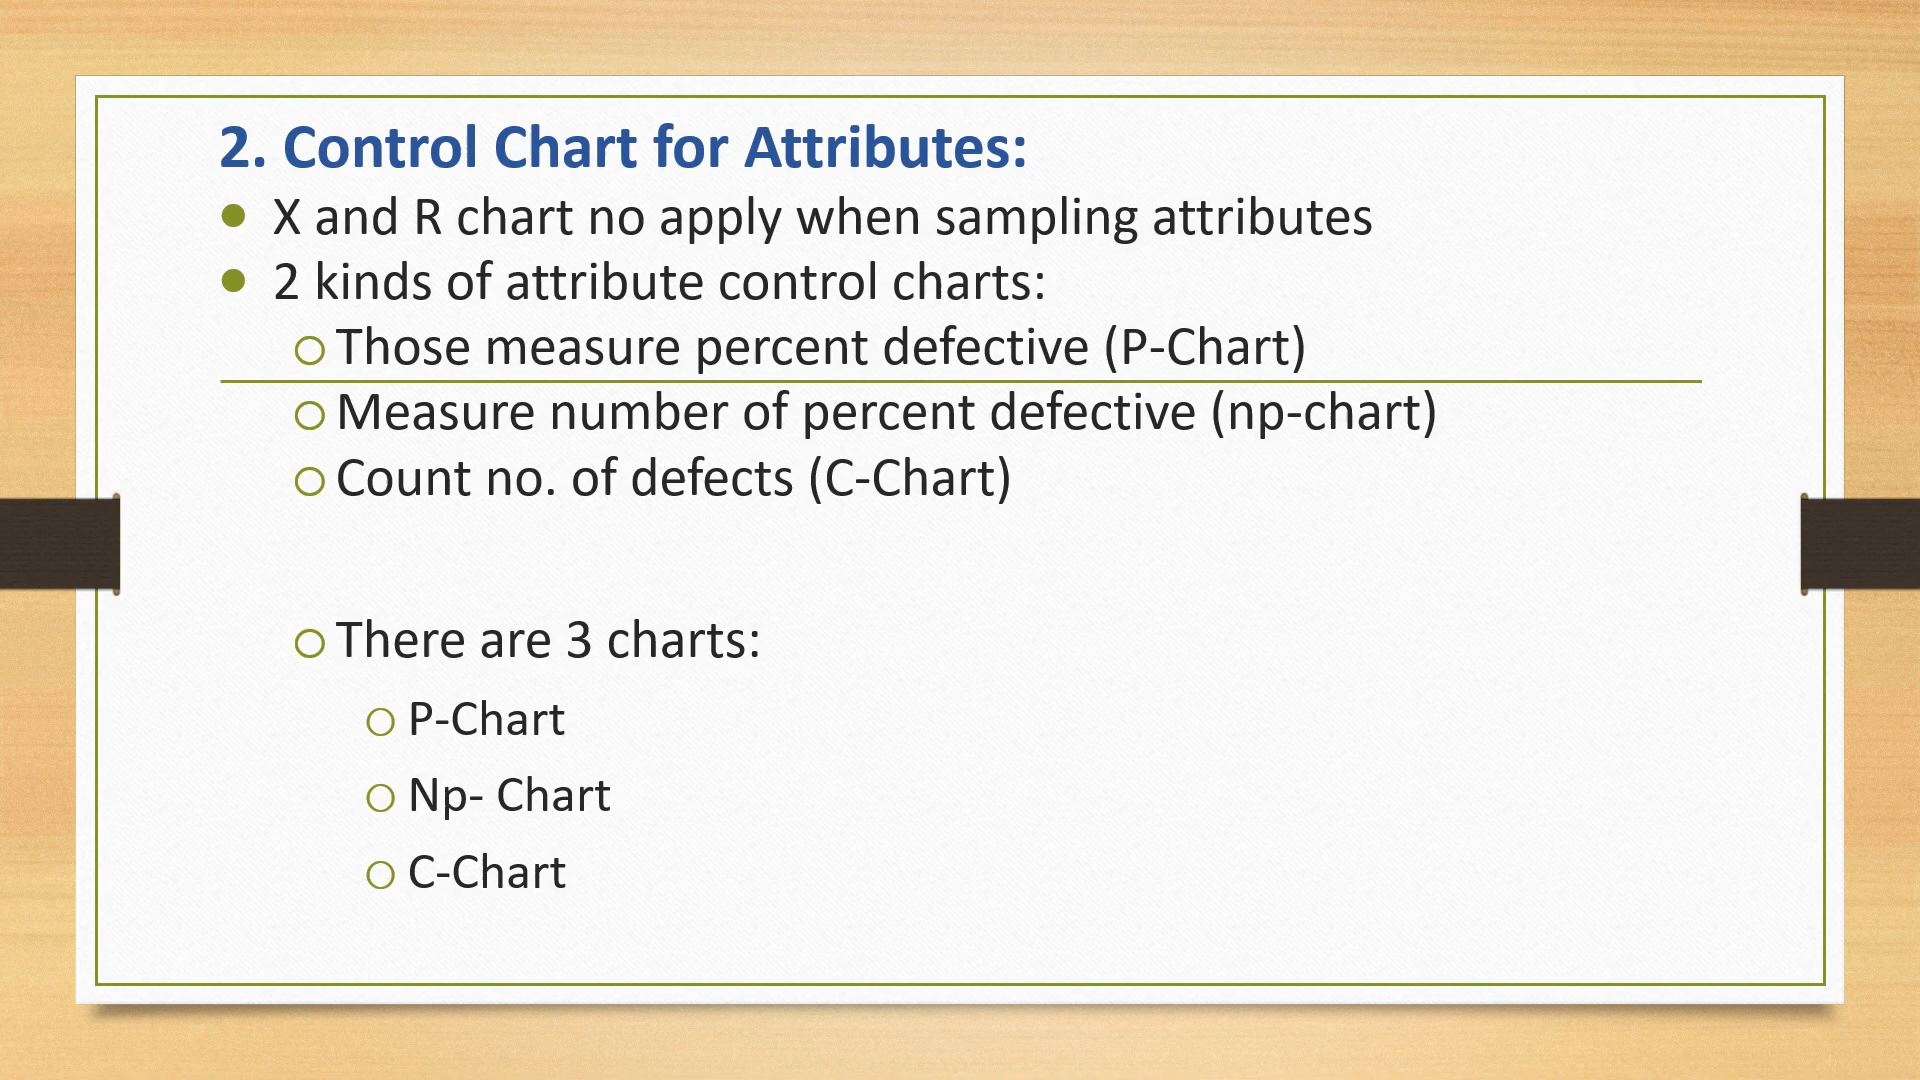 2. Control Chart for Attributes:
X and R chart no apply when sampling attributes
2 kinds of attribute control charts:
Those measure percent defective (P-Chart)
Measure number of percent defective (np-chart)
Count no. of defects (C-Chart)
There are 3 charts:
P-Chart
Np- Chart
C-Chart